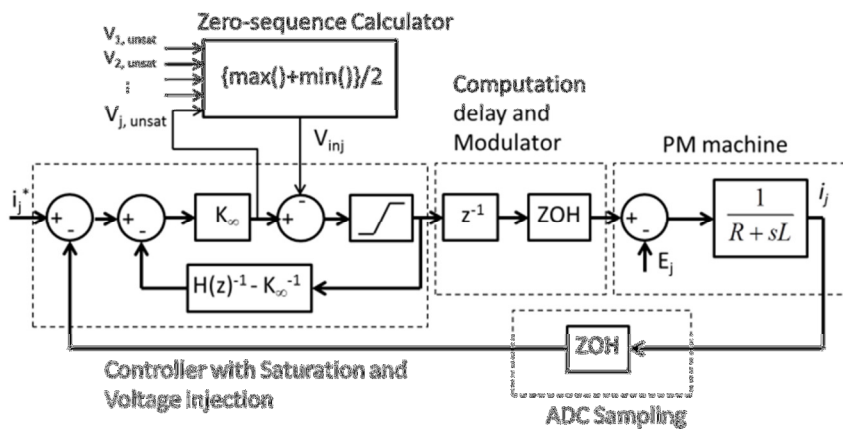 Zero-sequence Calculator
V1, unsat
V2, unsat
⋮
Vj, unsat
{max()+min()}/2
Vinj
Computation
delay and
Modulator
PM machine
ij*
+
-
+
-
K∞
+
-
z-1
ZOH
+
-
Ej
1
R+sL
ij
H(z)-1 - K∞-1
ZOH
Controller with Saturation and
Voltage Injection
ADC Sampling